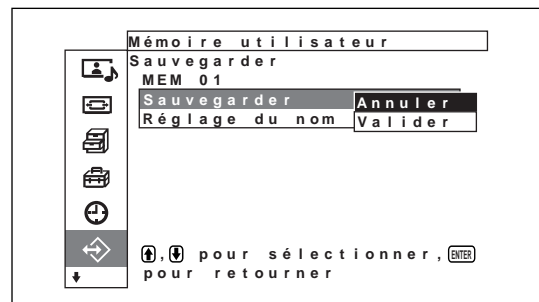 Mémoire utilisateur
Sauvegarder
MEM 01
Sauvegarder
Annuler
Réglage du nom
Valider
, pour sélectionner, ENTER
pour retourner